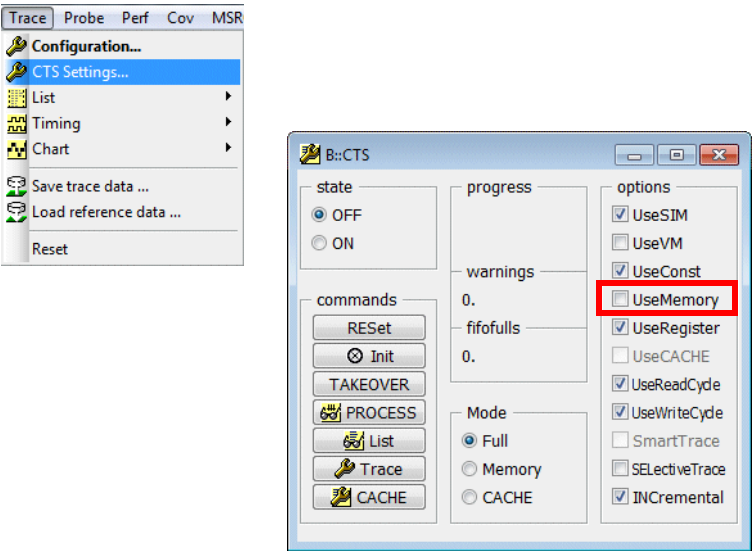 Trace Probe Perf Cov MSR
Configuration...
CTS Settings...
List
Timing
Chart
Save trace data ...
Load reference data ...
Reset
B::CTS
state
OFF
ON
commands
RESet
Init
TAKEOVER
PROCESS
List
Trace
CACHE
progress
warnings
0.
fifofulls
0.
Mode
Full
Memory
CACHE
options
UseSIM
UseVM
UseConst
UseMemory
UseRegister
UseCACHE
UseReadCycle
UseWriteCycle
SmartTrace
SELectiveTrace
INCremental